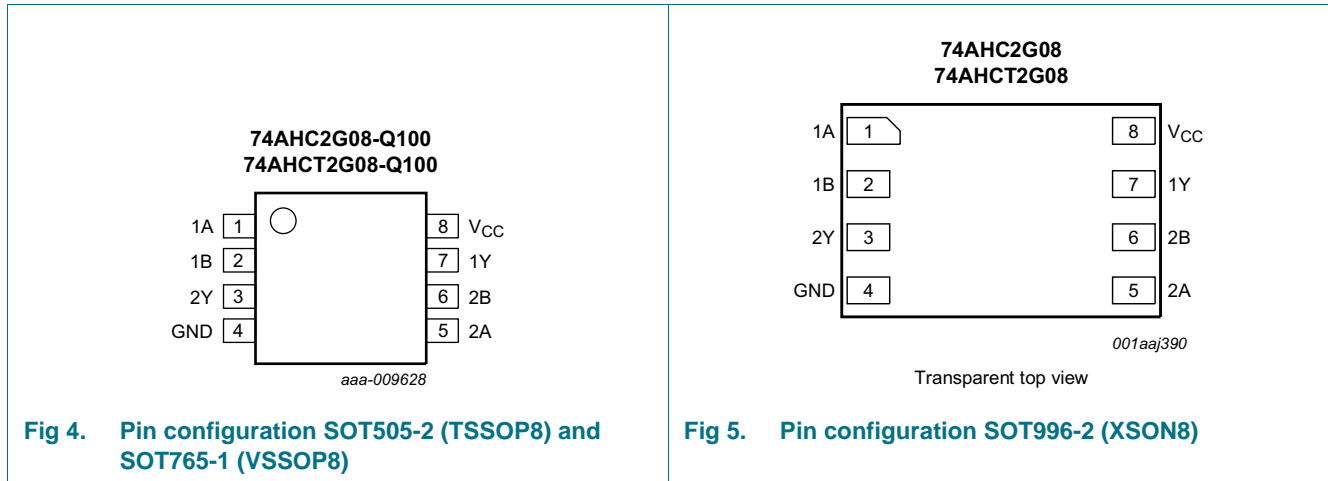 74AHC2G08-Q100
74AHCT2G08-Q100
1A 1 8 VCC
1B 2 7 1Y
2Y 3 6 2B
GND 4 5 2A
aaa-009628
Fig 4. Pin configuration SOT505-2 (TSSOP8) and
SOT765-1 (VSSOP8)
74AHC2G08
74AHCT2G08
1A 1 8 VCC
1B 2 7 1Y
2Y 3 6 2B
GND 4 5 2A
001aaj390
Transparent top view
Fig 5. Pin configuration SOT996-2 (XSON8)